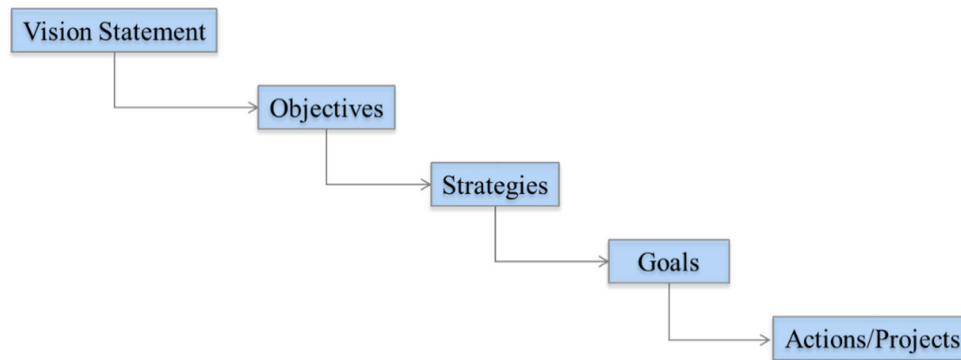 Vision Statement
Objectives
Strategies
Goals
Actions/Projects